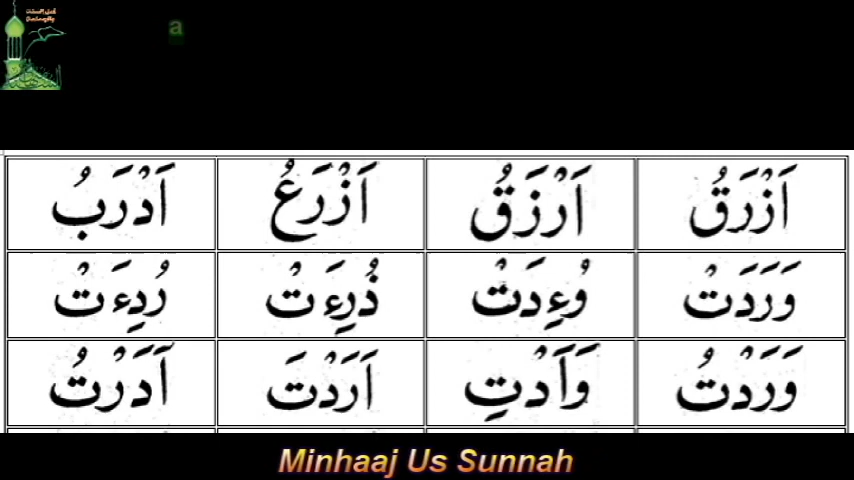 a
اَزْرَقُ اَرْزَقُ اَزْرَعُ اَدْرَبُ
وَرَدَتْ وُءِدَتْ ذُرِءَتْ رُدِءَتْ
وَرَدْتُ وَاَدْتِ اَرَدْتَ اَدَرْتُ
Minhaaj Us Sunnah